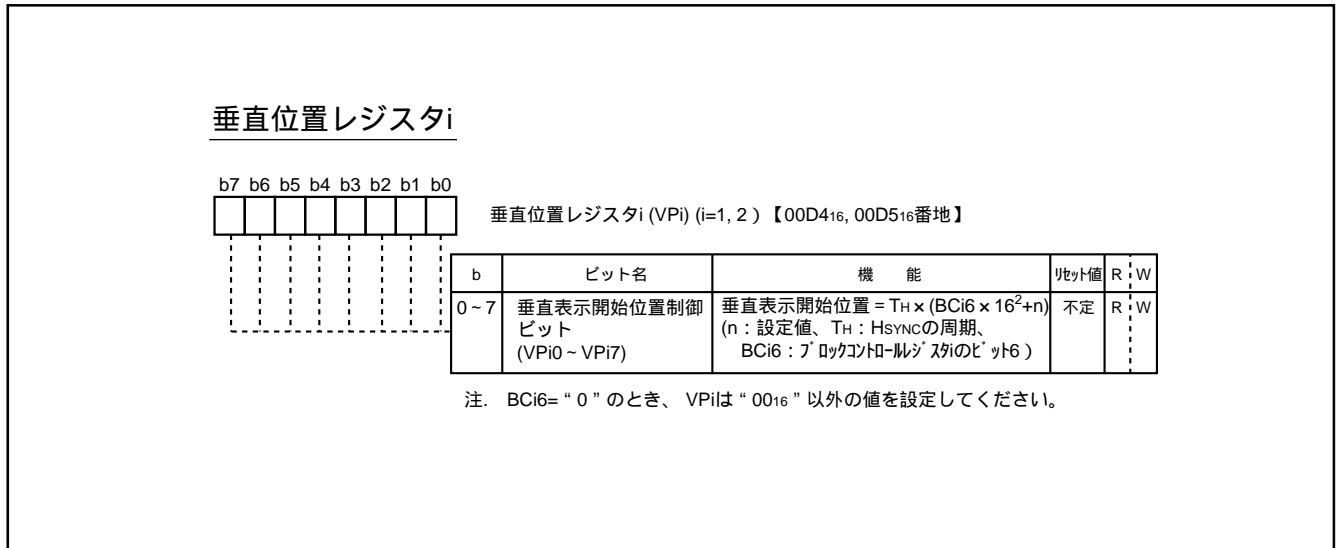 垂直位置レジスタi
b7 b6 b5 b4 b3 b2 b1 b0
垂直位置レジスタi (VPi) (i=1, 2 ) 【00D416, 00D516番地】
b ビット名 機 能 リセット値 R W
0 ~ 7 垂直表示開始位置制御 垂直表示開始位置 = TH × (BCi6 × 16²+n) 不定 R W
ビット (n：設定値、TH：HSYNCの周期、
(VPi0 ~ VPi7) BCi6：ブロックコントロールレジスタiのビット6 )
注. BCi6= “ 0 ” のとき、 VPiは “ 0016 ” 以外の値を設定してください。